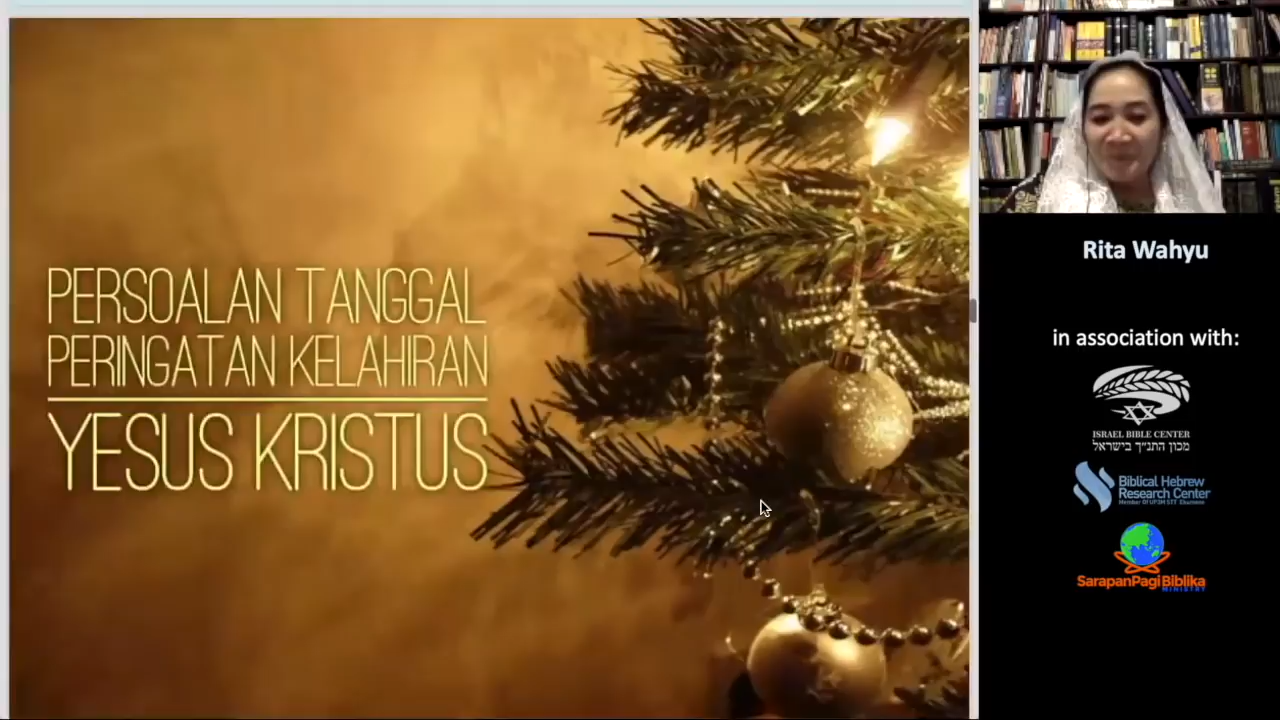 PERSOALAN TANGGAL
PERINGATAN KELAHIRAN
YESUS KRISTUS
Rita Wahyu
in association with:
ISRAEL BIBLE CENTER
מכון התנ״ך בישראל
Biblical Hebrew
Research Center
SarapanPagi Biblika
MINISTRY